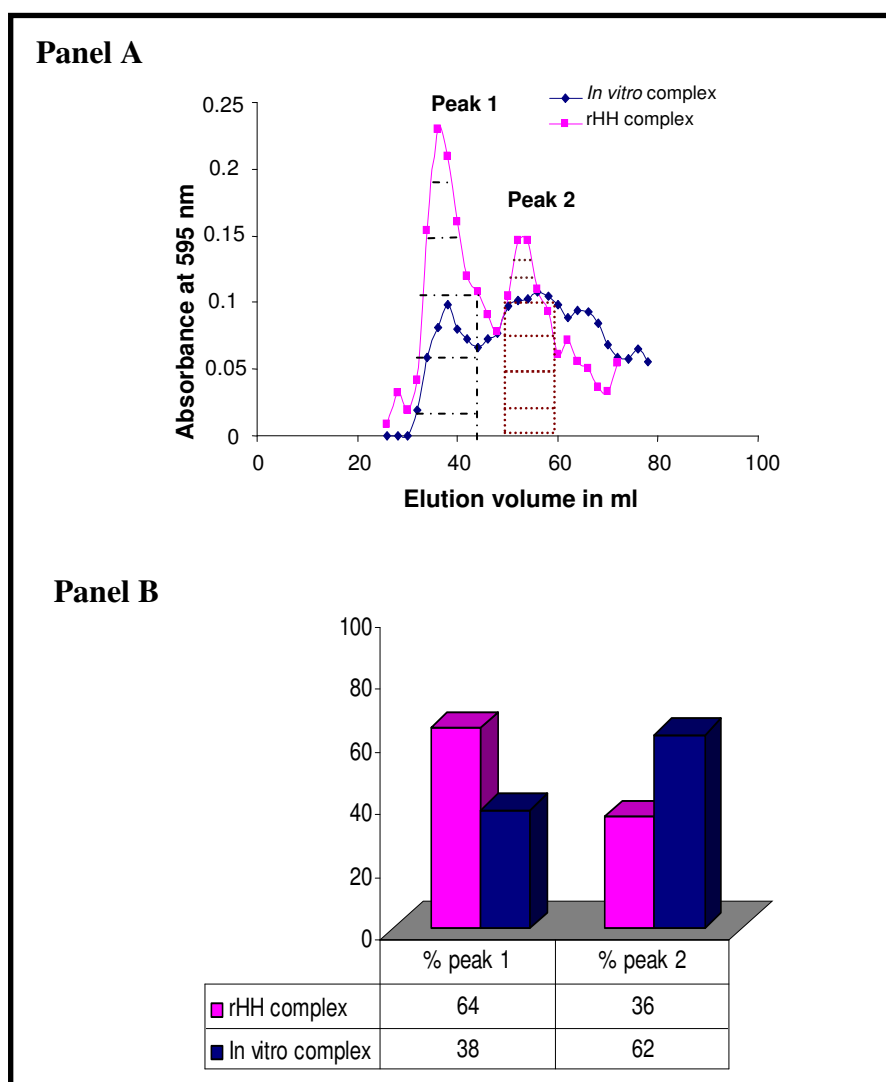 Panel A
Peak 1
In vitro complex
rHH complex
Peak 2
Absorbance at 595 nm
0.25
0.2
0.15
0.1
0.05
0
0 20 40 60 80 100
Elution volume in ml
Panel B
100
80
60
40
20
0
% peak 1 % peak 2
rHH complex 64 36
In vitro complex 38 62